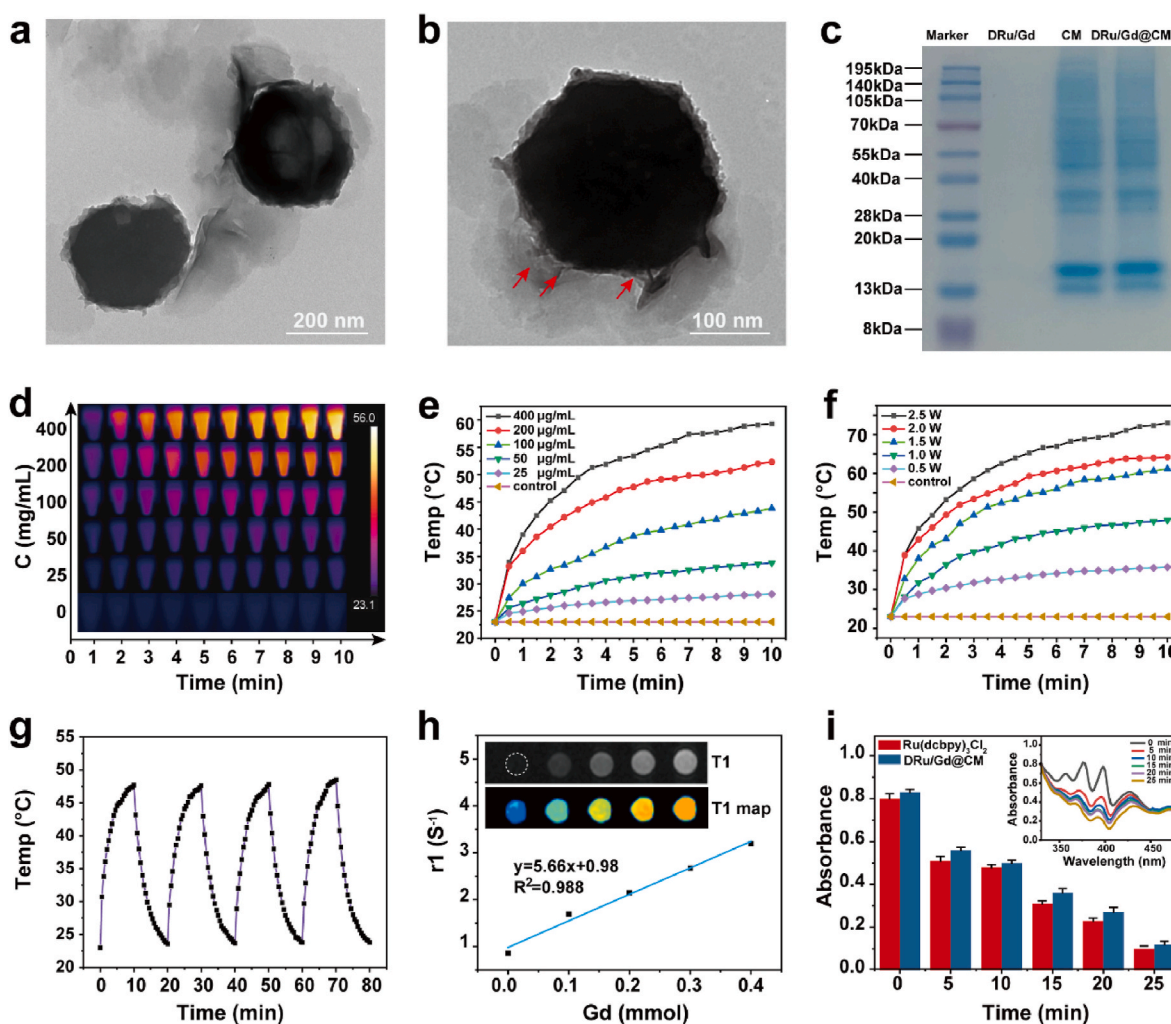 a
200 nm
b
100 nm
c
Marker DRu/Gd CM DRu/Gd@CM
195kDa
140kDa
105kDa
70kDa
55kDa
40kDa
28kDa
20kDa
13kDa
8kDa
d
C (mg/mL)
400
200
100
50
25
0
56.0
23.1
0 1 2 3 4 5 6 7 8 9 10
Time (min)
e
Temp (°C)
60
55
50
45
40
35
30
25
20
400 µg/mL
200 µg/mL
100 µg/mL
50 µg/mL
25 µg/mL
control
0 1 2 3 4 5 6 7 8 9 10
Time (min)
f
Temp (°C)
70
60
50
40
30
20
2.5 W
2.0 W
1.5 W
1.0 W
0.5 W
control
0 1 2 3 4 5 6 7 8 9 10
Time (min)
g
Temp (°C)
55
50
45
40
35
30
25
20
0 10 20 30 40 50 60 70 80
Time (min)
h
r1 (S⁻¹)
5
4
3
2
1
T1
T1 map
y=5.66x+0.98
R²=0.988
0.0 0.1 0.2 0.3 0.4
Gd (mmol)
i
Absorbance
1.0
0.8
0.6
0.4
0.2
0.0
Ru(dcbpy)₃Cl₂
DRu/Gd@CM
Absorbance
1.0
0.8
0.6
0.4
0.2
0.0
0 min
5 min
10 min
15 min
20 min
25 min
350 400 450
Wavelength (nm)
0 5 10 15 20 25
Time (min)